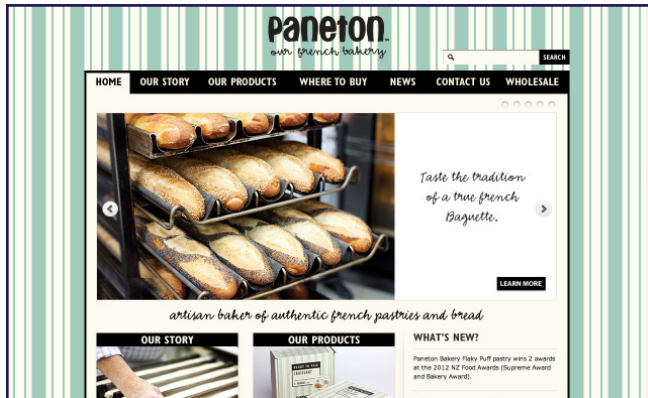 Paneton
our french bakery
SEARCH
HOME OUR STORY OUR PRODUCTS WHERE TO BUY NEWS CONTACT US WHOLESALE
Taste the tradition
of a true french
Baguette.
LEARN MORE
artisan baker of authentic french pastries and bread
OUR STORY
OUR PRODUCTS
WHAT'S NEW?
Paneton Bakery Flaky Puff pastry wins 2 awards
at the 2012 NZ Food Awards (Supreme Award
and Bakery Award).